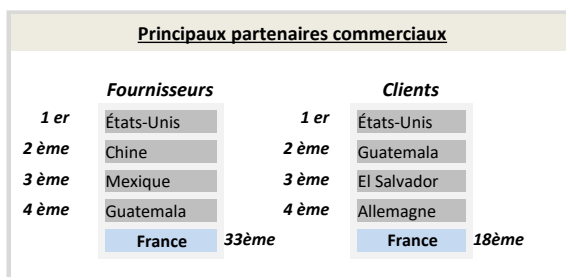 Principaux partenaires commerciaux
Fournisseurs Clients
1 er États-Unis 1 er États-Unis
2 ème Chine 2 ème Guatemala
3 ème Mexique 3 ème El Salvador
4 ème Guatemala 4 ème Allemagne
France 33ème France 18ème